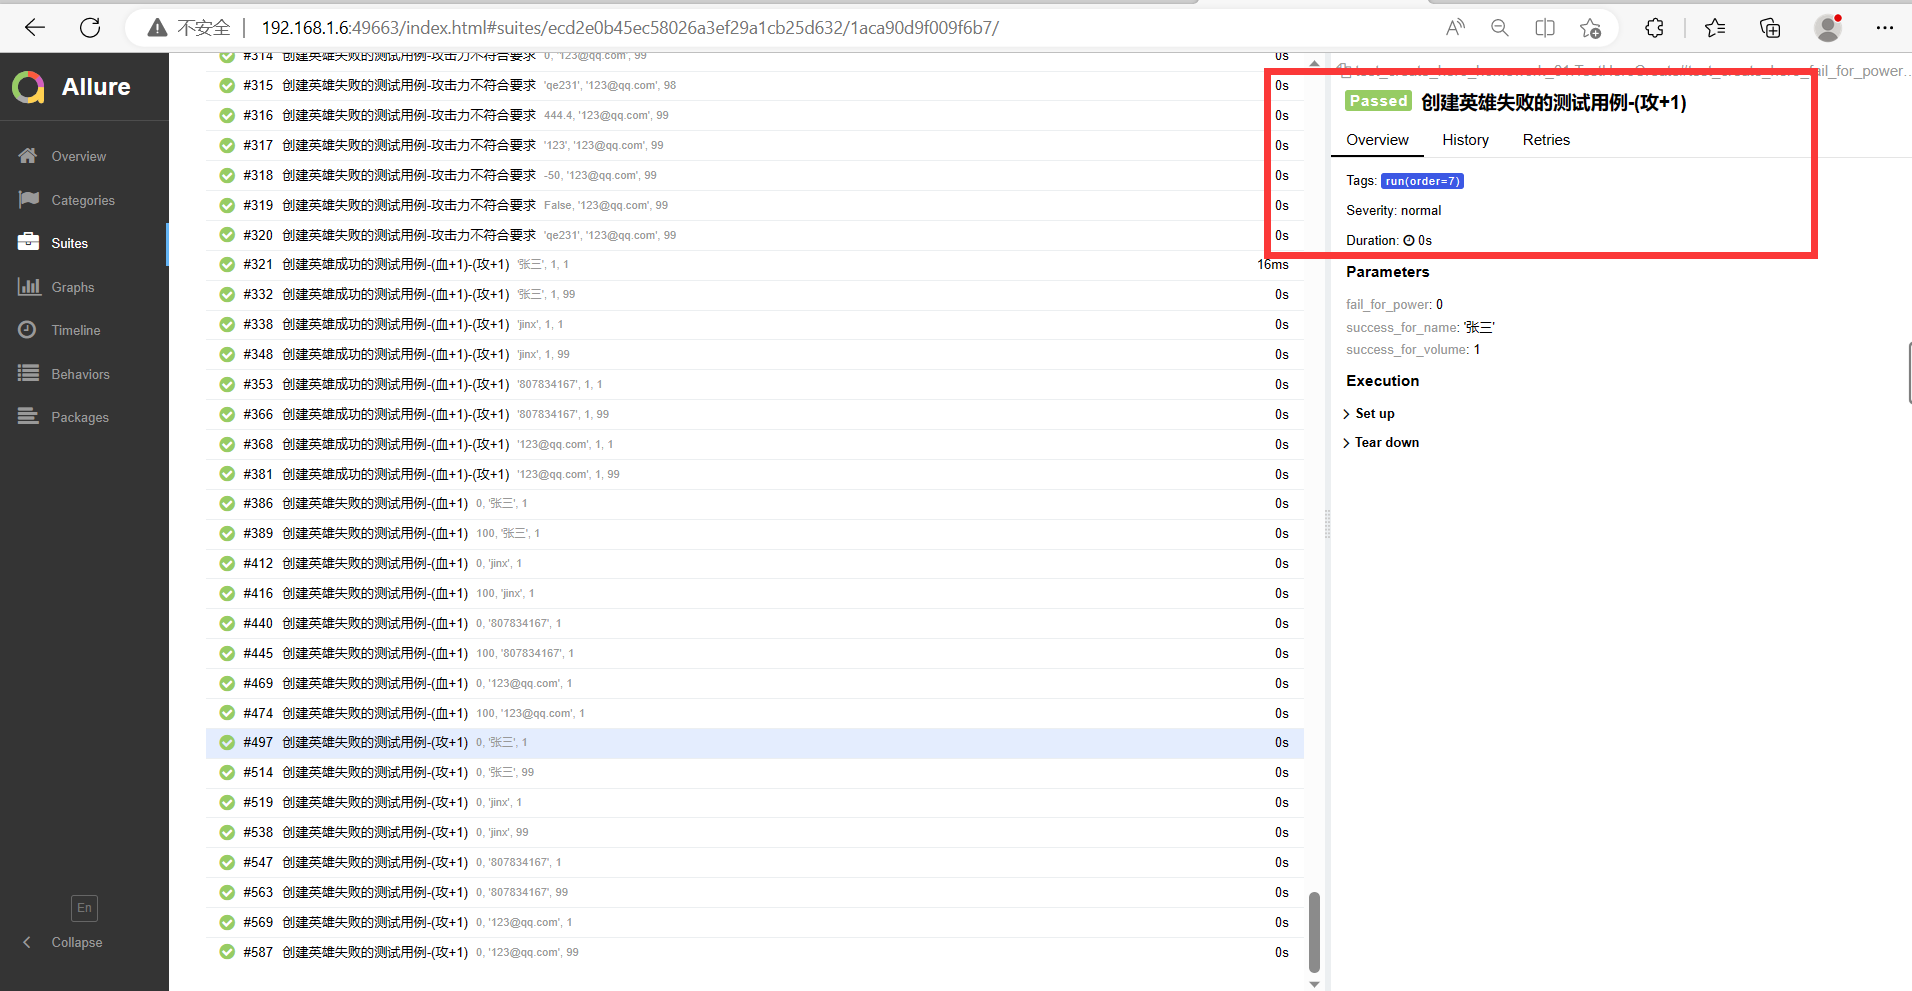 不安全 192.168.1.6:49663/index.html#suites/ecd2e0b45ec58026a3ef29a1cb25d632/1aca90d9f009f6b7/
Allure
Overview
Categories
Suites
Graphs
Timeline
Behaviors
Packages
En
Collapse
#314 创建英雄失败的测试用例-攻击力不符合要求 0, '123@qq.com', 99 0s
#315 创建英雄失败的测试用例-攻击力不符合要求 'qe231', '123@qq.com', 98 0s
#316 创建英雄失败的测试用例-攻击力不符合要求 444.4, '123@qq.com', 99 0s
#317 创建英雄失败的测试用例-攻击力不符合要求 '123', '123@qq.com', 99 0s
#318 创建英雄失败的测试用例-攻击力不符合要求 -50, '123@qq.com', 99 0s
#319 创建英雄失败的测试用例-攻击力不符合要求 False, '123@qq.com', 99 0s
#320 创建英雄失败的测试用例-攻击力不符合要求 'qe231', '123@qq.com', 99 0s
#321 创建英雄成功的测试用例-(血+1)-(攻+1) '张三', 1, 1 16ms
#332 创建英雄成功的测试用例-(血+1)-(攻+1) '张三', 1, 99 0s
#338 创建英雄成功的测试用例-(血+1)-(攻+1) 'jinx', 1, 1 0s
#348 创建英雄成功的测试用例-(血+1)-(攻+1) 'jinx', 1, 99 0s
#353 创建英雄成功的测试用例-(血+1)-(攻+1) '807834167', 1, 1 0s
#366 创建英雄成功的测试用例-(血+1)-(攻+1) '807834167', 1, 99 0s
#368 创建英雄成功的测试用例-(血+1)-(攻+1) '123@qq.com', 1, 1 0s
#381 创建英雄成功的测试用例-(血+1)-(攻+1) '123@qq.com', 1, 99 0s
#386 创建英雄失败的测试用例-(血+1) 0, '张三', 1 0s
#389 创建英雄失败的测试用例-(血+1) 100, '张三', 1 0s
#412 创建英雄失败的测试用例-(血+1) 0, 'jinx', 1 0s
#416 创建英雄失败的测试用例-(血+1) 100, 'jinx', 1 0s
#440 创建英雄失败的测试用例-(血+1) 0, '807834167', 1 0s
#445 创建英雄失败的测试用例-(血+1) 100, '807834167', 1 0s
#469 创建英雄失败的测试用例-(血+1) 0, '123@qq.com', 1 0s
#474 创建英雄失败的测试用例-(血+1) 100, '123@qq.com', 1 0s
#497 创建英雄失败的测试用例-(攻+1) 0, '张三', 1 0s
#514 创建英雄失败的测试用例-(攻+1) 0, '张三', 99 0s
#519 创建英雄失败的测试用例-(攻+1) 0, 'jinx', 1 0s
#538 创建英雄失败的测试用例-(攻+1) 0, 'jinx', 99 0s
#547 创建英雄失败的测试用例-(攻+1) 0, '807834167', 1 0s
#563 创建英雄失败的测试用例-(攻+1) 0, '807834167', 99 0s
#569 创建英雄失败的测试用例-(攻+1) 0, '123@qq.com', 1 0s
#587 创建英雄失败的测试用例-(攻+1) 0, '123@qq.com', 99 0s
fail_for_power...
Passed 创建英雄失败的测试用例-(攻+1)
Overview History Retries
Tags: run(order=7)
Severity: normal
Duration: 0s
Parameters
fail_for_power: 0
success_for_name: '张三'
success_for_volume: 1
Execution
Set up
Tear down